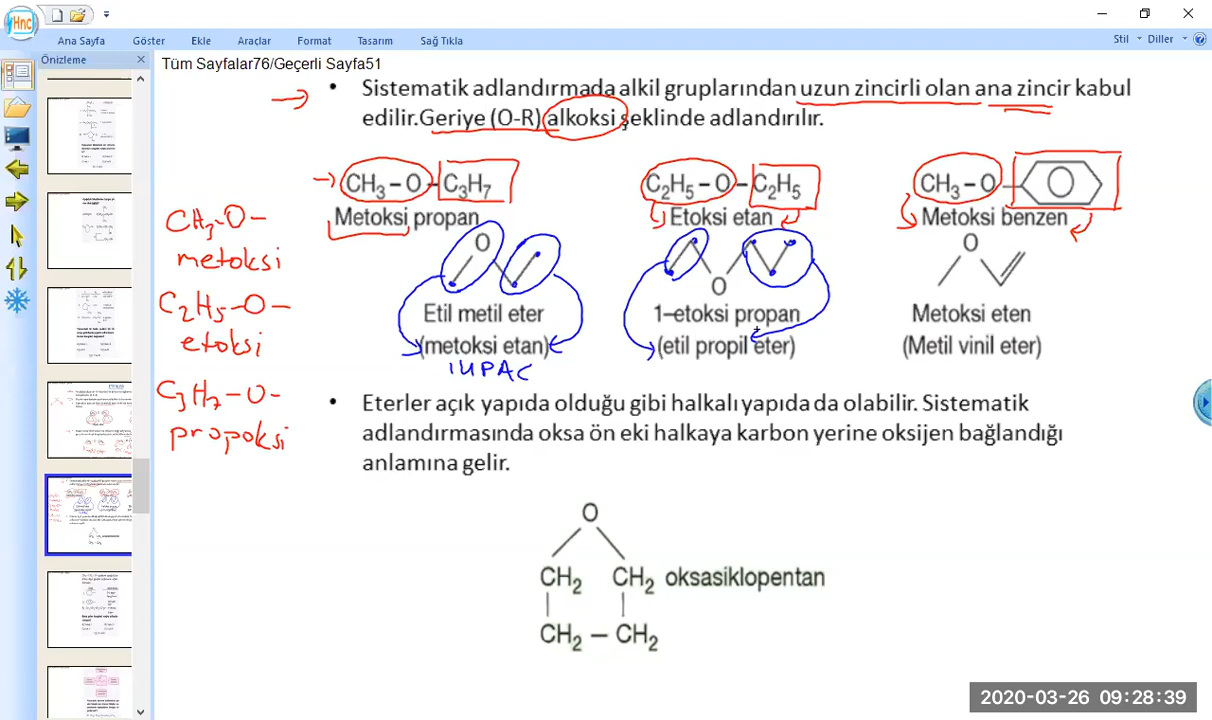 Hnc
Ana Sayfa Göster Ekle Araçlar Format Tasarım Sağ Tıkla Stil Diller
Önizleme
Tüm Sayfalar76/Geçerli Sayfa51
• Sistematik adlandırmada alkil gruplarından uzun zincirli olan ana zincir kabul
edilir.Geriye (O-R) alkoksi şeklinde adlandırılır.
CH₃–O–C₃H₇ C₂H₅–O–C₂H₅ CH₃–O–
Metoksi propan Etoksi etan Metoksi benzen
CH₃-O-
metoksi
C₂H₅-O-
etoksi
C₃H₇-O-
propoksi
O O O
Etil metil eter 1–etoksi propan Metoksi eten
(metoksi etan) (etil propil eter) (Metil vinil eter)
IUPAC
• Eterler açık yapıda olduğu gibi halkalı yapıda da olabilir. Sistematik
adlandırmasında oksa ön eki halkaya karbon yerine oksijen bağlandığı
anlamına gelir.
O
CH₂ CH₂ oksasiklopentan
CH₂ – CH₂
2020-03-26 09:28:39